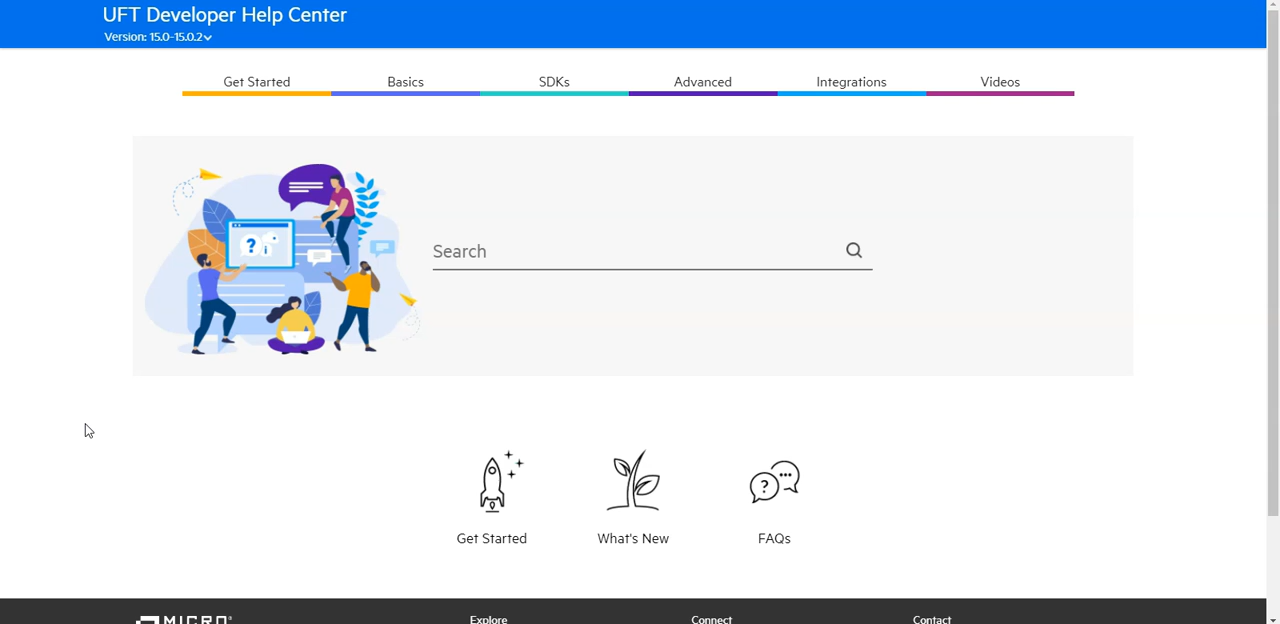 UFT Developer Help Center
Version: 15.0-15.0.2
Get Started Basics SDKs Advanced Integrations Videos
Search
Get Started What's New FAQs
MICRO® Explore Connect Contact